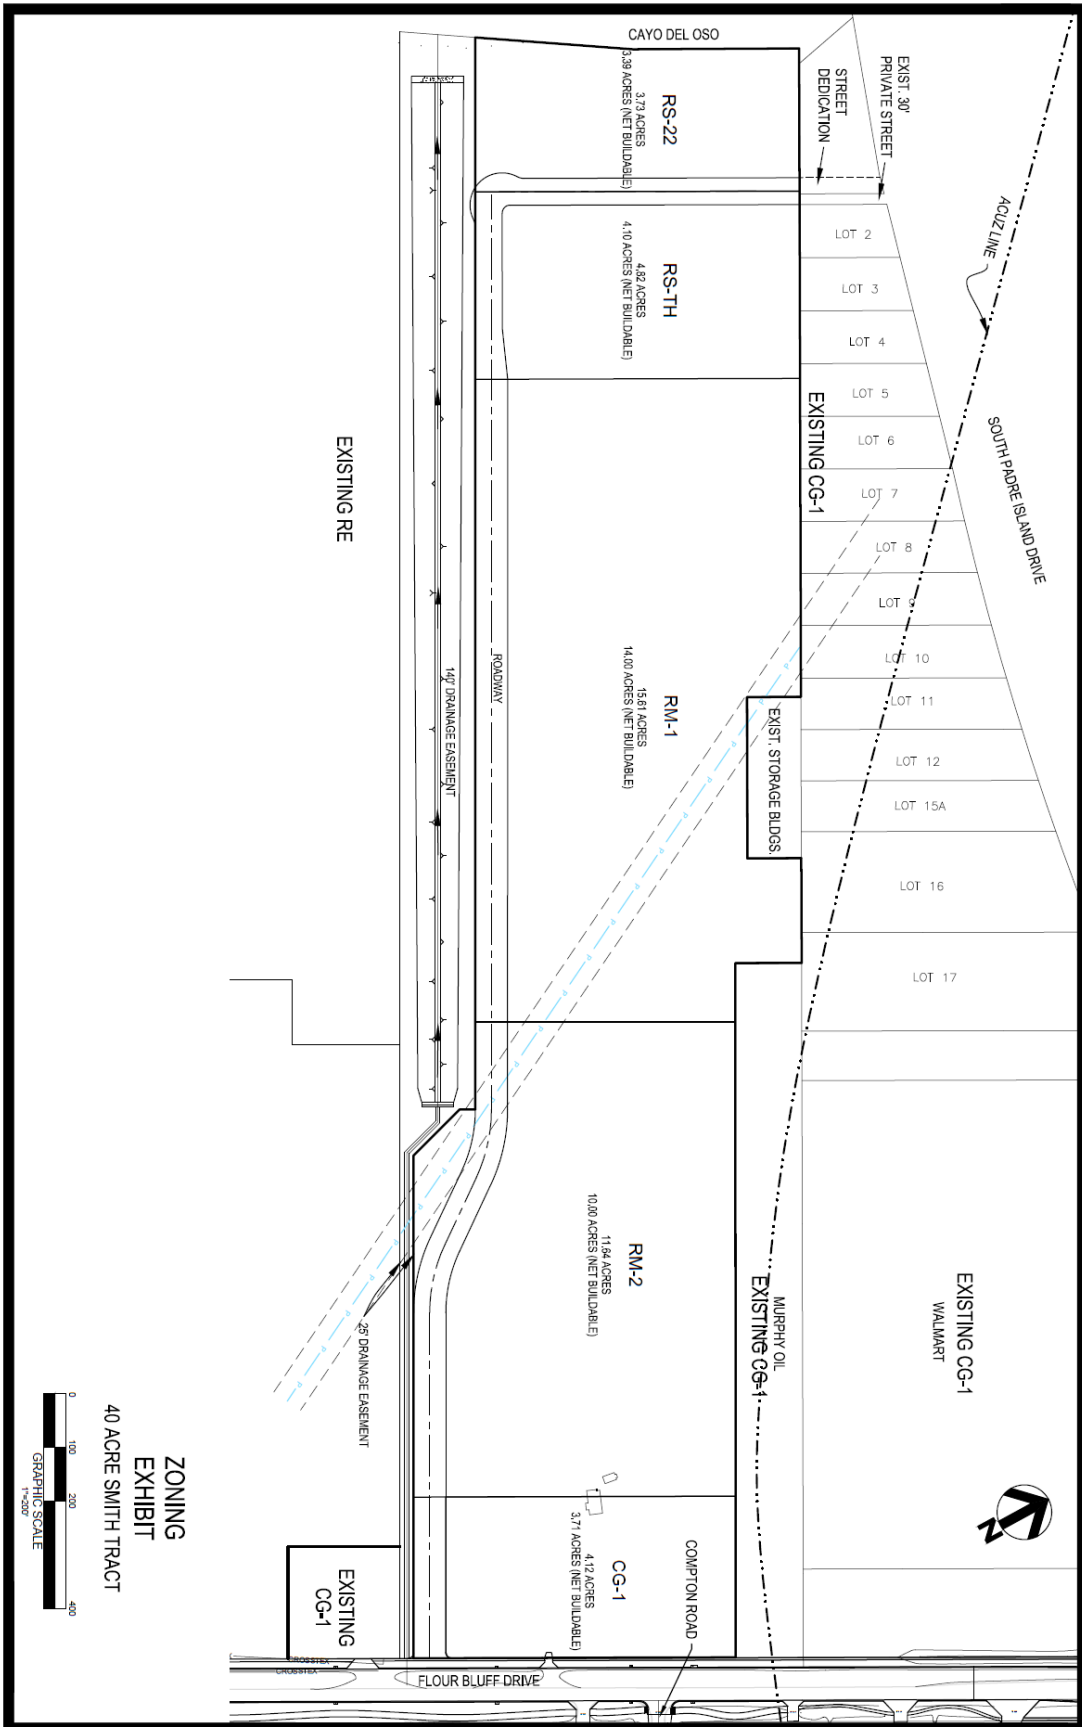 CAYO DEL OSO
RS-22
3.73 ACRES
3.39 ACRES (NET BUILDABLE)
STREET
DEDICATION
EXIST. 30'
PRIVATE STREET
ACUZ LINE
RS-TH
4.82 ACRES
4.10 ACRES (NET BUILDABLE)
LOT 2
LOT 3
LOT 4
LOT 5
LOT 6
LOT 7
LOT 8
LOT 9
LOT 10
LOT 11
LOT 12
LOT 15A
LOT 16
LOT 17
SOUTH PADRE ISLAND DRIVE
EXISTING CG-1
EXISTING RE
RM-1
15.61 ACRES
14.00 ACRES (NET BUILDABLE)
ROADWAY
140' DRAINAGE EASEMENT
EXIST. STORAGE BLDGS.
P
P
P
P
P
P
P
P
P
P
P
P
P
P
RM-2
11.64 ACRES
10.00 ACRES (NET BUILDABLE)
MURPHY OIL
EXISTING CG-1
EXISTING CG-1
WALMART
25' DRAINAGE EASEMENT
CG-1
4.12 ACRES
3.71 ACRES (NET BUILDABLE)
COMPTON ROAD
EXISTING
CG-1
CROSSTEX
CROSSTEX
FLOUR BLUFF DRIVE
N
ZONING
EXHIBIT
40 ACRE SMITH TRACT
0
100
200
400
GRAPHIC SCALE
1"=200'